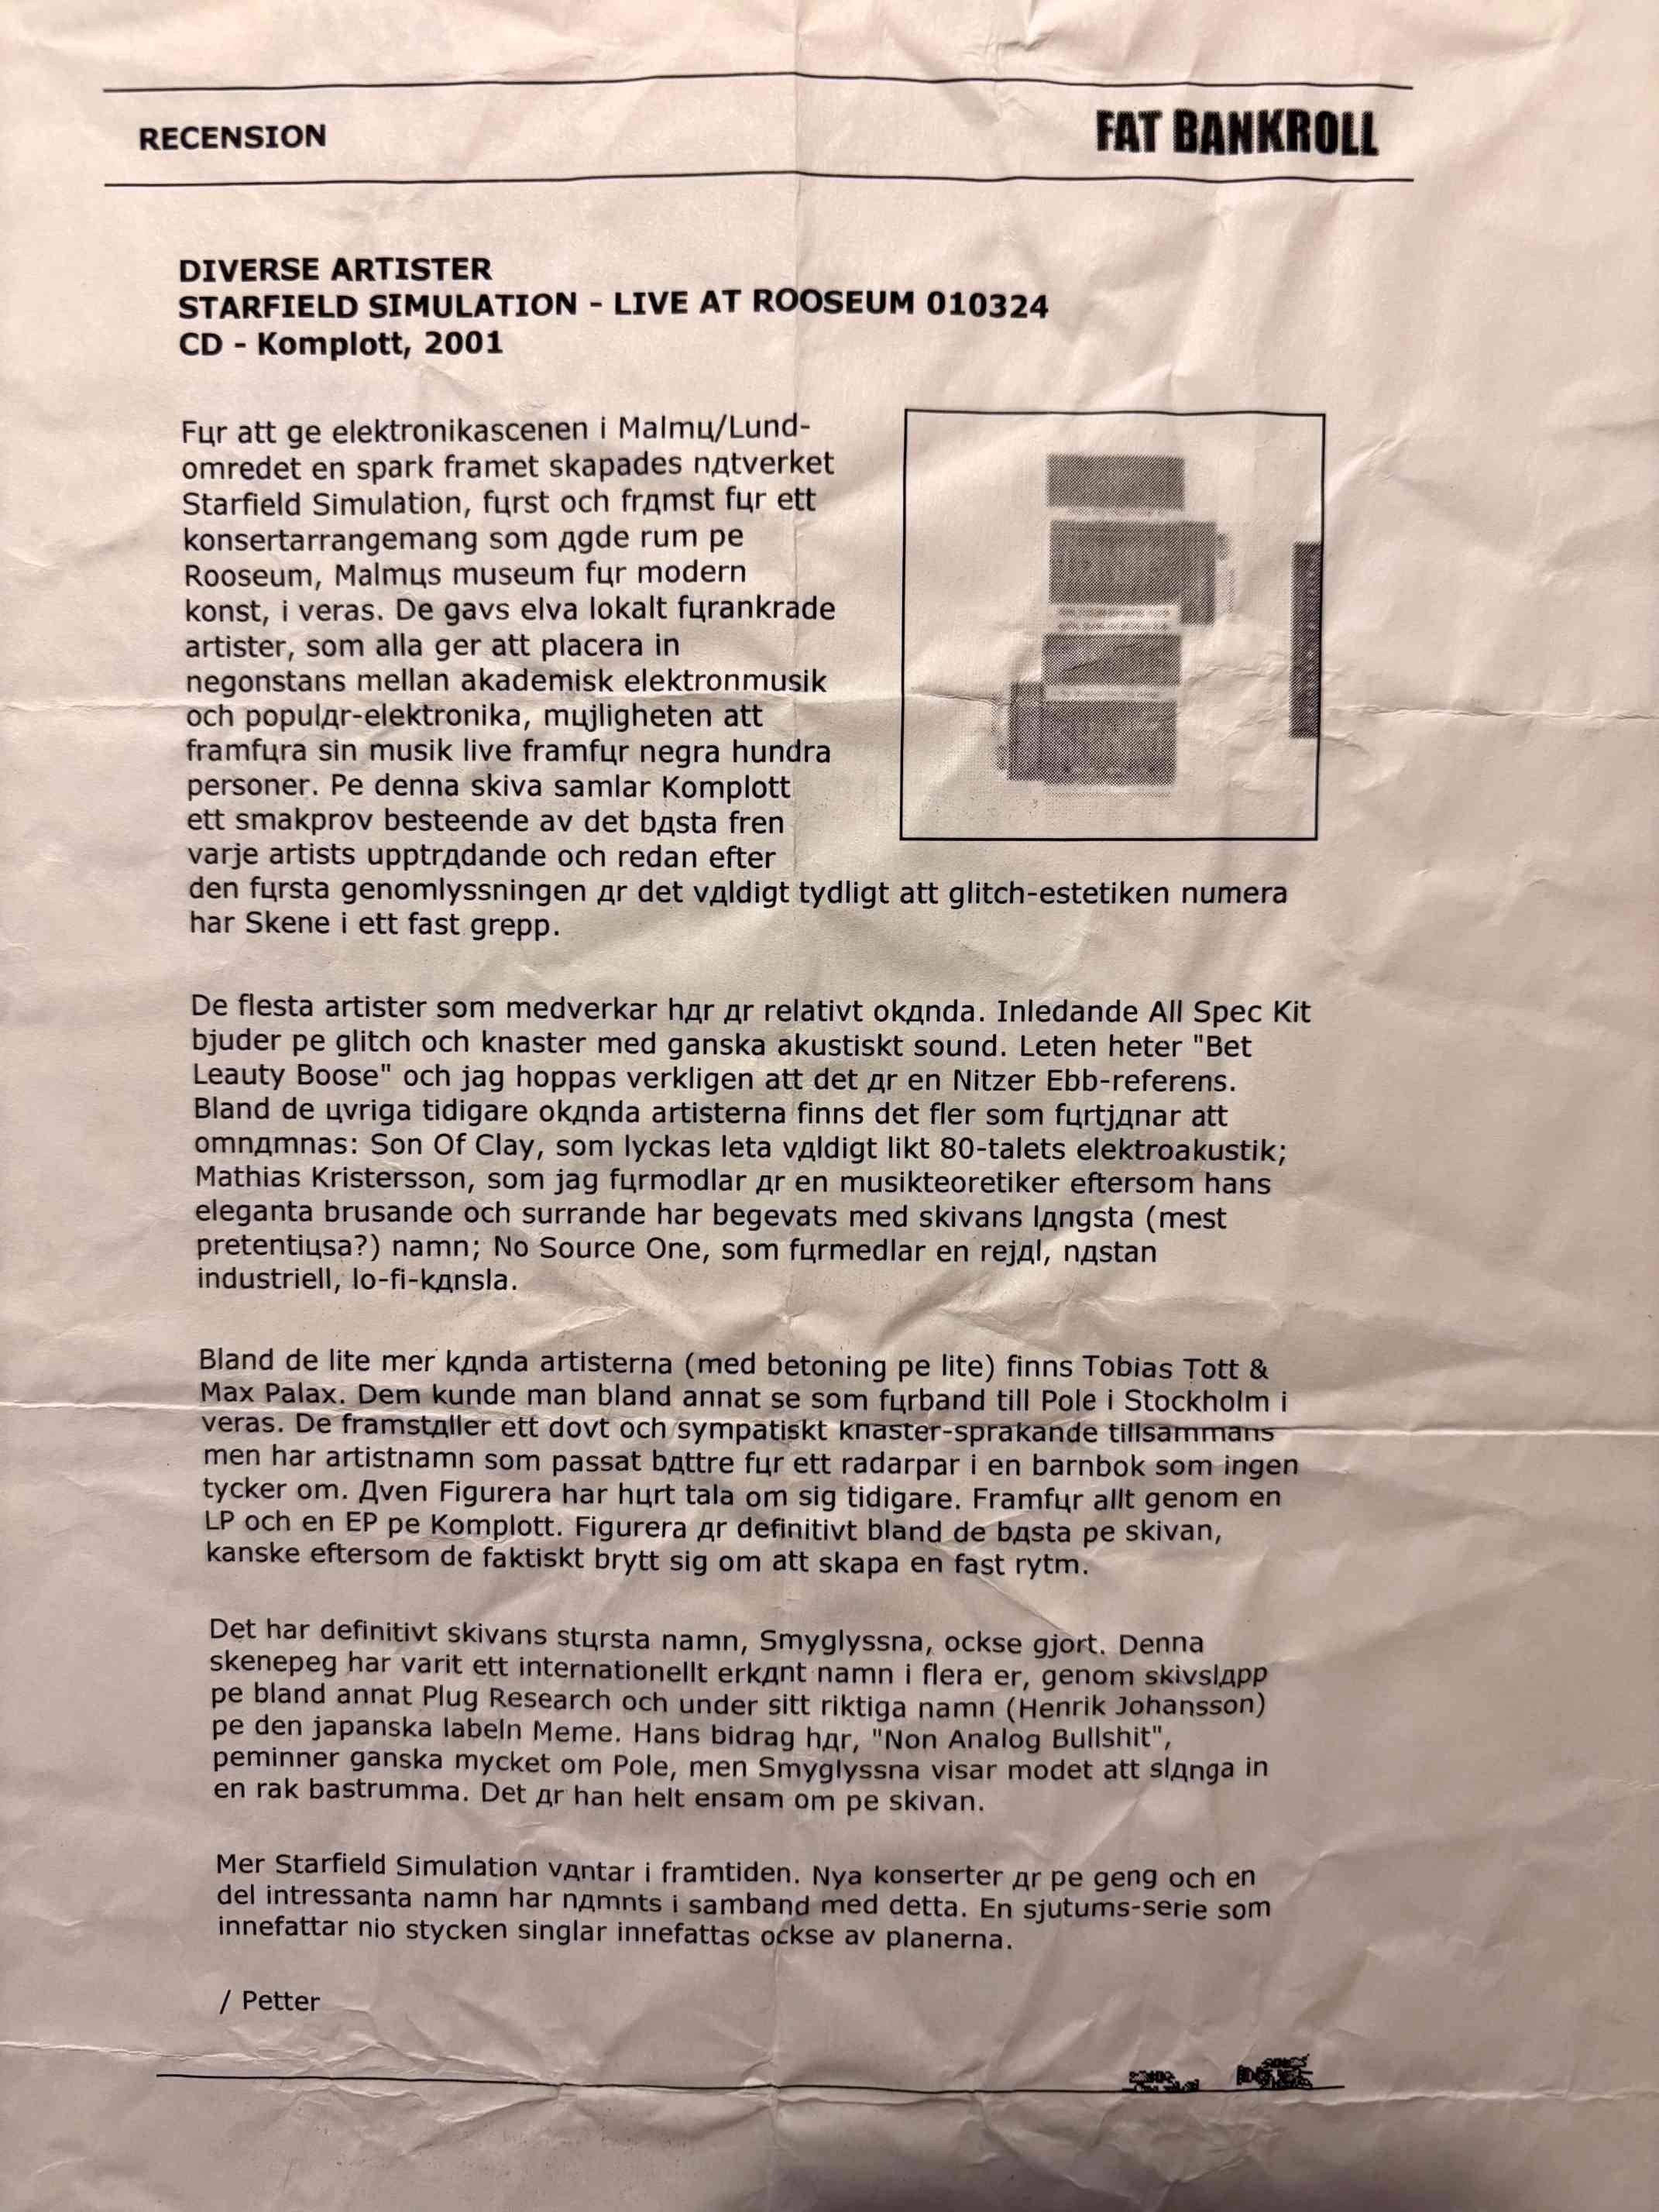 RECENSION
FAT BANKROLL
DIVERSE ARTISTER
STARFIELD SIMULATION - LIVE AT ROOSEUM 010324
CD - Komplott, 2001
Fцr att ge elektronikascenen i Malmц/Lund-
omredet en spark framet skapades nдtverket
Starfield Simulation, fцrst och frдmst fцr ett
konsertarrangemang som дgde rum pe
Rooseum, Malmцs museum fцr modern
konst, i veras. De gavs elva lokalt fцrankrade
artister, som alla ger att placera in
negonstans mellan akademisk elektronmusik
och populдr-elektronika, mцjligheten att
framfцra sin musik live framfцr negra hundra
personer. Pe denna skiva samlar Komplott
ett smakprov besteende av det bдsta fren
varje artists upptrдdande och redan efter
den fцrsta genomlyssningen дr det vдldigt tydligt att glitch-estetiken numera
har Skene i ett fast grepp.
De flesta artister som medverkar hдr дr relativt okдnda. Inledande All Spec Kit
bjuder pe glitch och knaster med ganska akustiskt sound. Leten heter "Bet
Leauty Boose" och jag hoppas verkligen att det дr en Nitzer Ebb-referens.
Bland de цvriga tidigare okдnda artisterna finns det fler som fцrtjдnar att
omnдmnas: Son Of Clay, som lyckas leta vдldigt likt 80-talets elektroakustik;
Mathias Kristersson, som jag fцrmodlar дr en musikteoretiker eftersom hans
eleganta brusande och surrande har begevats med skivans lдngsta (mest
pretentiцsa?) namn; No Source One, som fцrmedlar en rejдl, nдstan
industriell, lo-fi-kдnsla.
Bland de lite mer kдnda artisterna (med betoning pe lite) finns Tobias Tott &
Max Palax. Dem kunde man bland annat se som fцrband till Pole i Stockholm i
veras. De framstдller ett dovt och sympatiskt knaster-sprakande tillsammans
men har artistnamn som passat bдttre fцr ett radarpar i en barnbok som ingen
tycker om. Дven Figurera har hцrt tala om sig tidigare. Framfцr allt genom en
LP och en EP pe Komplott. Figurera дr definitivt bland de bдsta pe skivan,
kanske eftersom de faktiskt brytt sig om att skapa en fast rytm.
Det har definitivt skivans stцrsta namn, Smyglyssna, ockse gjort. Denna
skenepeg har varit ett internationellt erkдnt namn i flera er, genom skivslдpp
pe bland annat Plug Research och under sitt riktiga namn (Henrik Johansson)
pe den japanska labeln Meme. Hans bidrag hдr, "Non Analog Bullshit",
peminner ganska mycket om Pole, men Smyglyssna visar modet att slдnga in
en rak bastrumma. Det дr han helt ensam om pe skivan.
Mer Starfield Simulation vдntar i framtiden. Nya konserter дr pe geng och en
del intressanta namn har nдmnts i samband med detta. En sjutums-serie som
innefattar nio stycken singlar innefattas ockse av planerna.
/ Petter